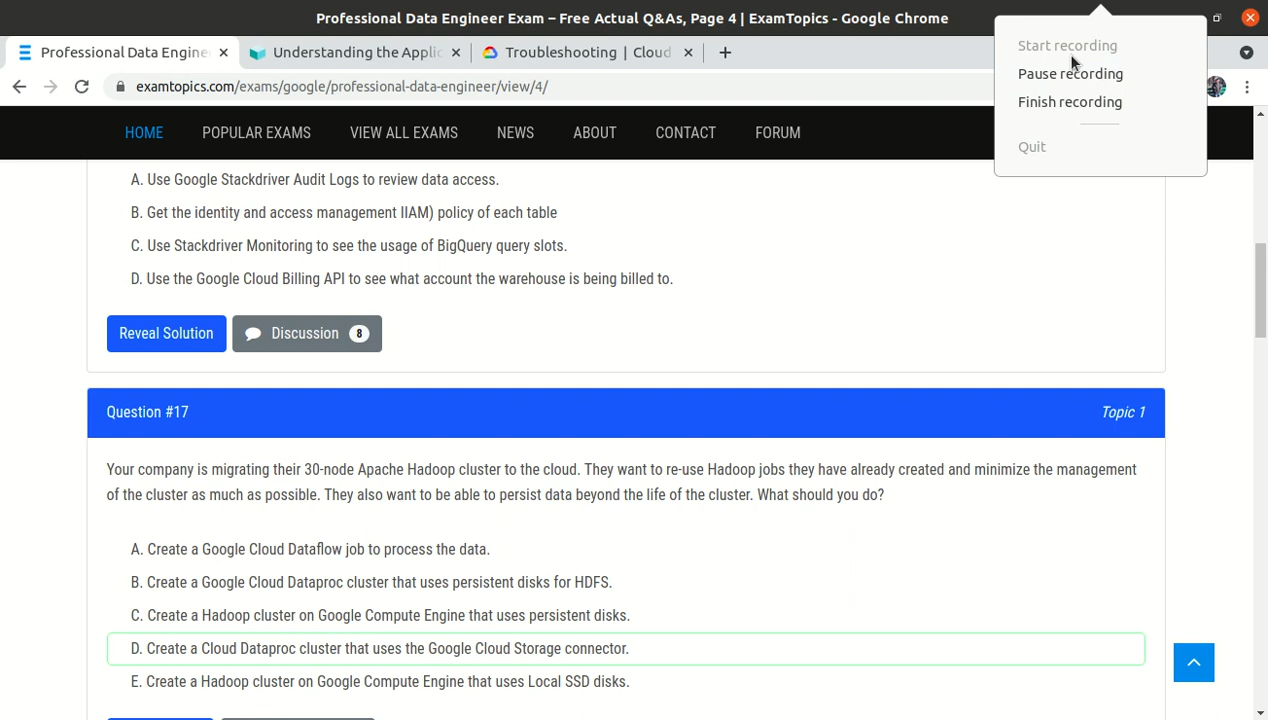 Professional Data Engineer Exam – Free Actual Q&As, Page 4 | ExamTopics - Google Chrome
Professional Data Engine
Understanding the Applic
Troubleshooting | Cloud
examtopics.com/exams/google/professional-data-engineer/view/4/
Start recording
Pause recording
Finish recording
Quit
HOME POPULAR EXAMS VIEW ALL EXAMS NEWS ABOUT CONTACT FORUM
A. Use Google Stackdriver Audit Logs to review data access.
B. Get the identity and access management IIAM) policy of each table
C. Use Stackdriver Monitoring to see the usage of BigQuery query slots.
D. Use the Google Cloud Billing API to see what account the warehouse is being billed to.
Reveal Solution Discussion 8
Question #17 Topic 1
Your company is migrating their 30-node Apache Hadoop cluster to the cloud. They want to re-use Hadoop jobs they have already created and minimize the management
of the cluster as much as possible. They also want to be able to persist data beyond the life of the cluster. What should you do?
A. Create a Google Cloud Dataflow job to process the data.
B. Create a Google Cloud Dataproc cluster that uses persistent disks for HDFS.
C. Create a Hadoop cluster on Google Compute Engine that uses persistent disks.
D. Create a Cloud Dataproc cluster that uses the Google Cloud Storage connector.
E. Create a Hadoop cluster on Google Compute Engine that uses Local SSD disks.